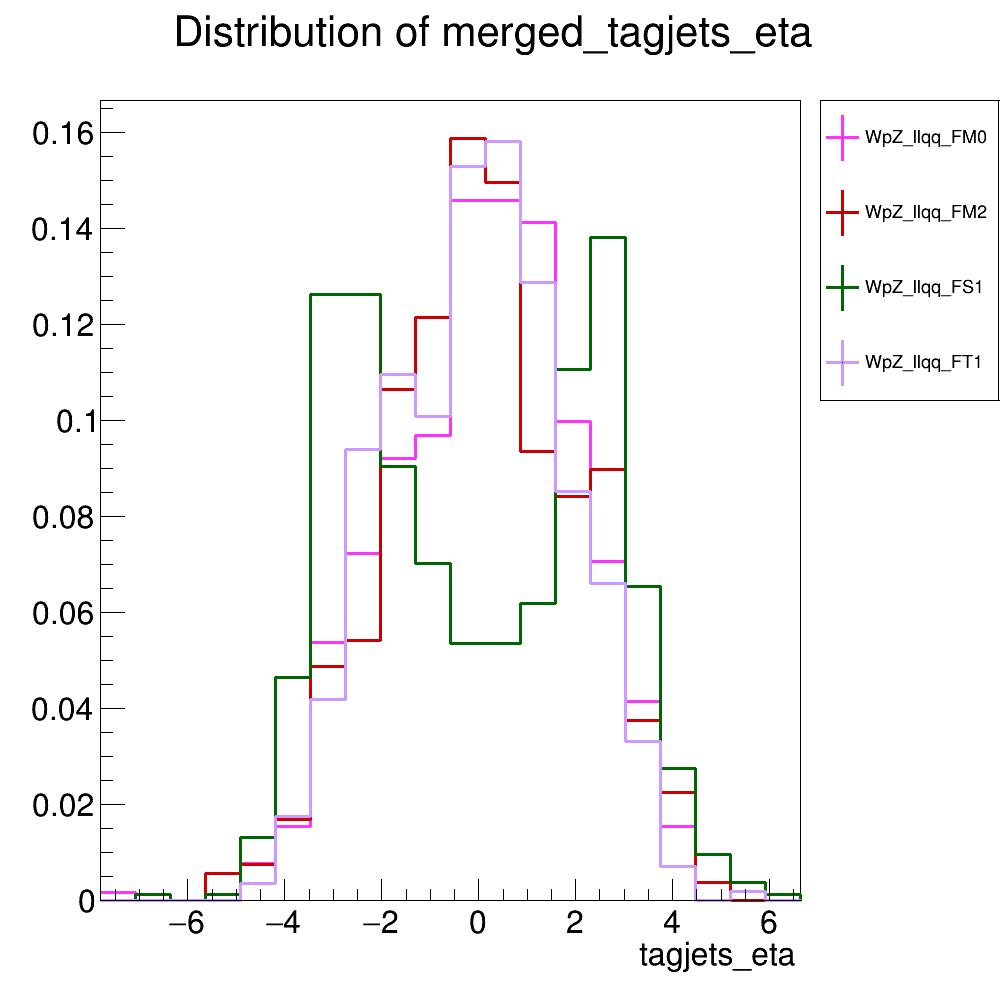 Distribution of merged_tagjets_eta
0.16
0.14
0.12
0.1
0.08
0.06
0.04
0.02
0
−6 −4 −2 0 2 4 6
tagjets_eta
WpZ_llqq_FM0
WpZ_llqq_FM2
WpZ_llqq_FS1
WpZ_llqq_FT1